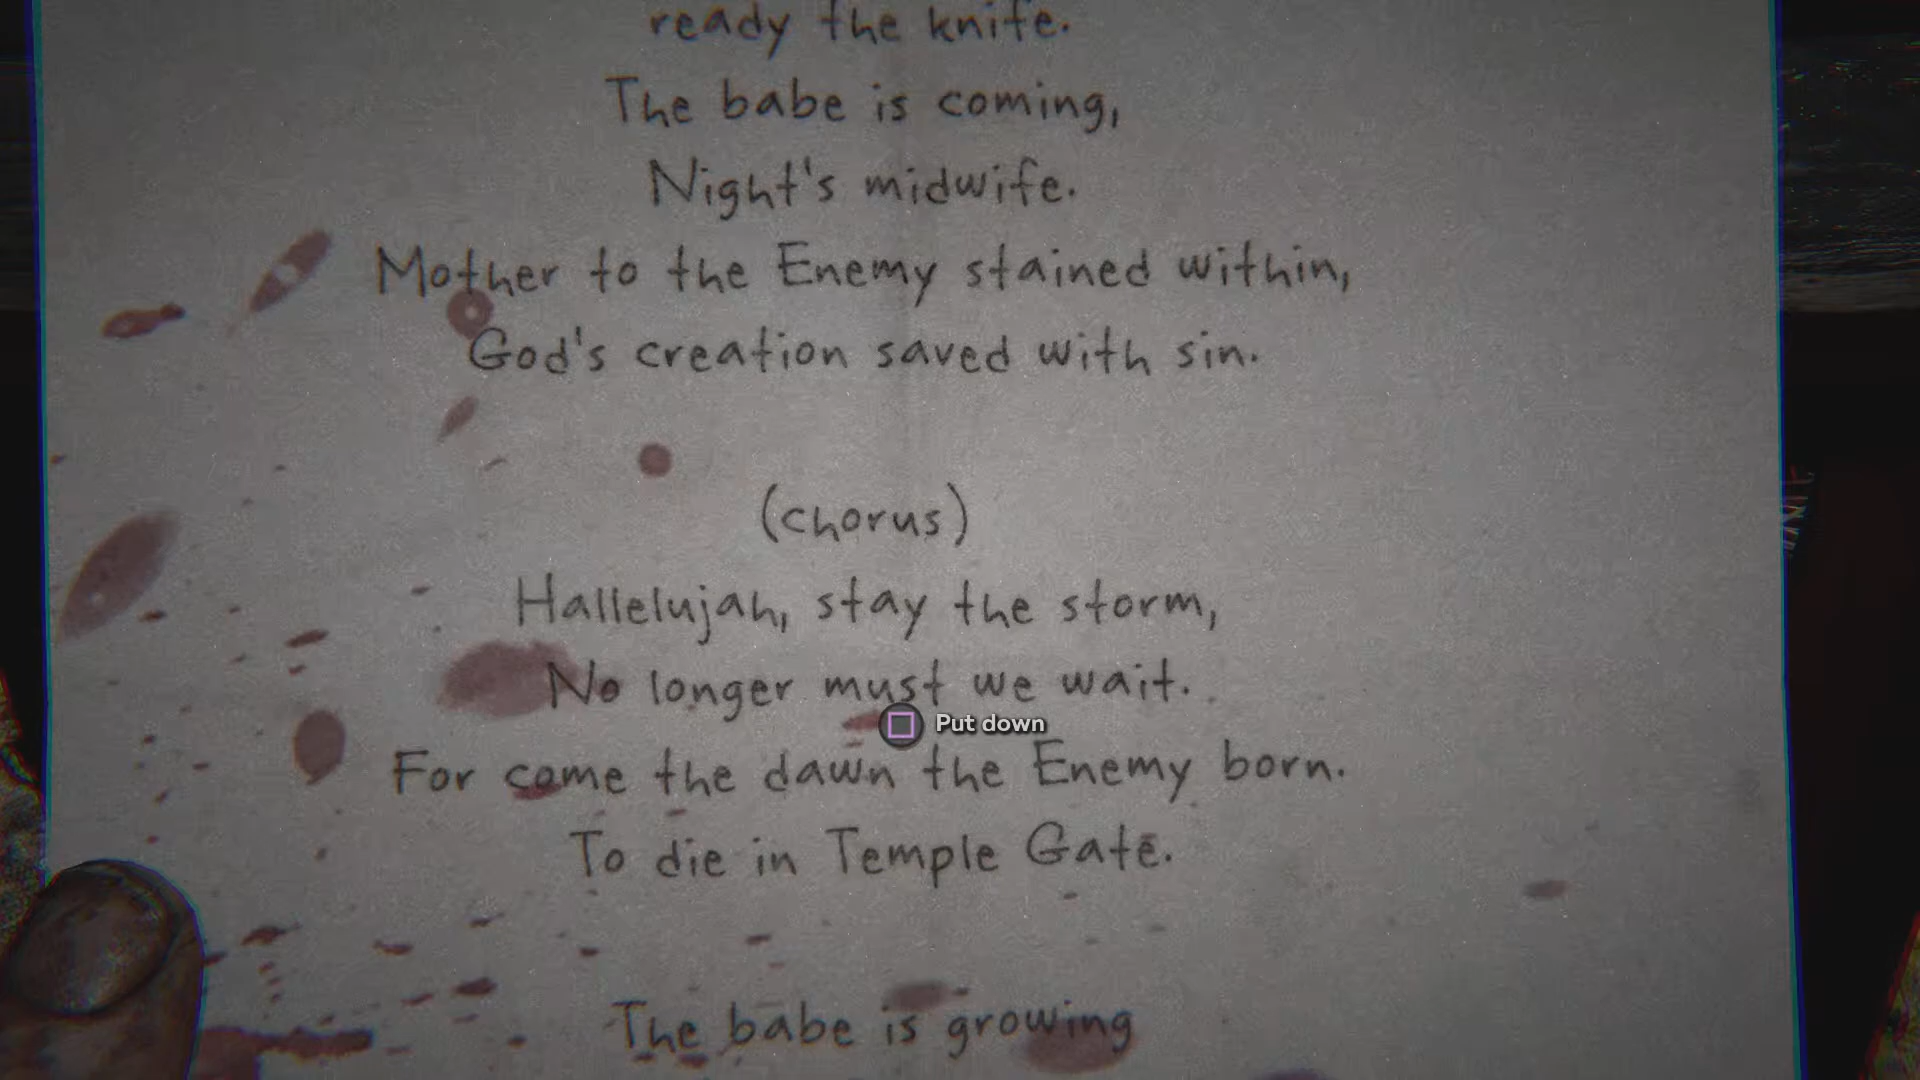 ready the knife.
The babe is coming,
Night's midwife.
Mother to the Enemy stained within,
God's creation saved with sin.
(chorus)
Hallelujah, stay the storm,
No longer must we wait.
Put down
For come the dawn the Enemy born.
To die in Temple Gate.
The babe is growing